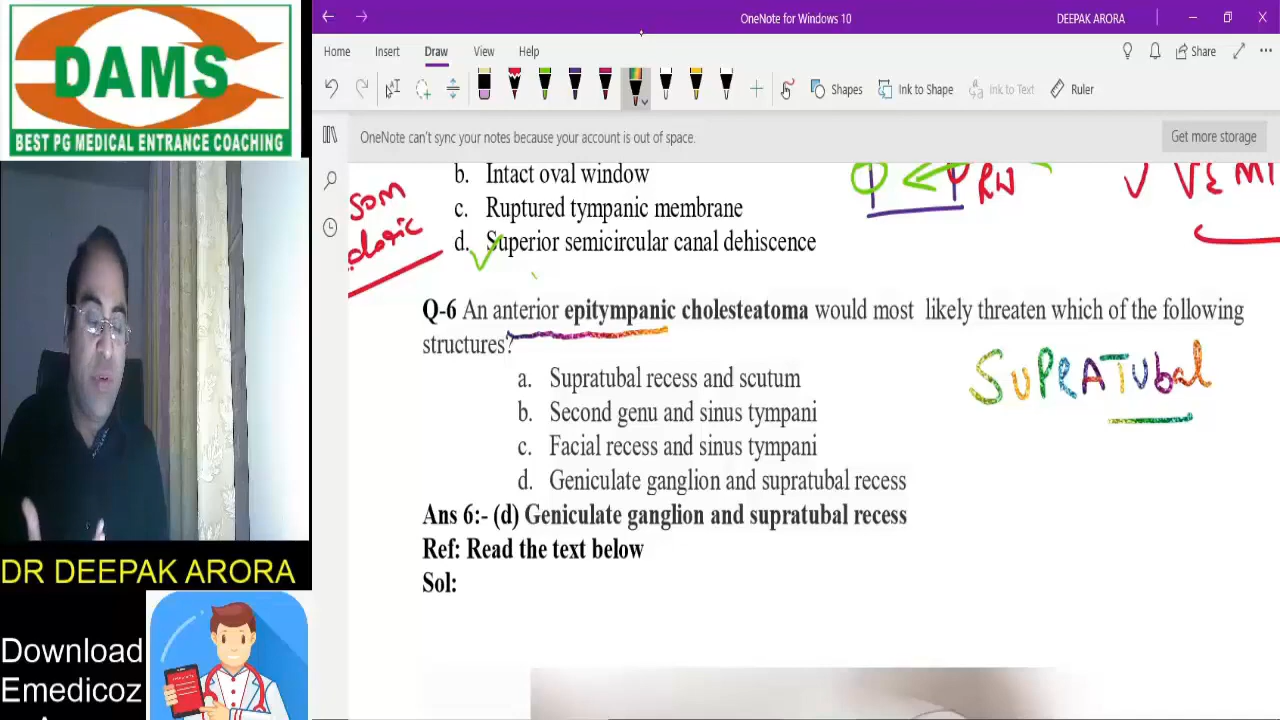 DAMS
BEST PG MEDICAL ENTRANCE COACHING
OneNote for Windows 10
DEEPAK ARORA
Home Insert Draw View Help
Share
Shapes
Ink to Shape
Ink to Text
Ruler
OneNote can't sync your notes because your account is out of space.
Get more storage
b. Intact oval window
c. Ruptured tympanic membrane
d. Superior semicircular canal dehiscence
RW
Q-6 An anterior epitympanic cholesteatoma would most likely threaten which of the following
structures?
a. Supratubal recess and scutum
b. Second genu and sinus tympani
c. Facial recess and sinus tympani
d. Geniculate ganglion and supratubal recess
SUPRATUbal
Ans 6:- (d) Geniculate ganglion and supratubal recess
Ref: Read the text below
Sol:
DR DEEPAK ARORA
Download
Emedicoz